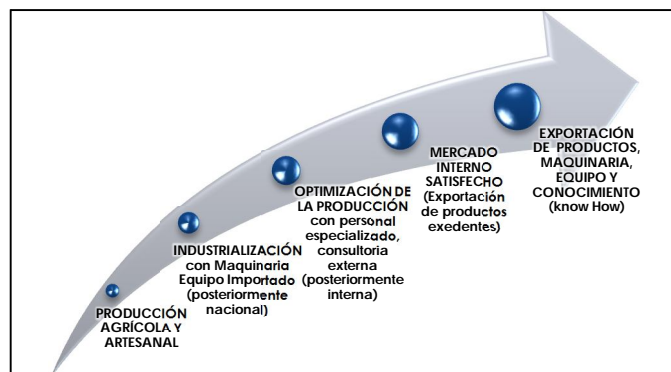 PRODUCCIÓN
AGRÍCOLA Y
ARTESANAL
INDUSTRIALIZACIÓN
con Maquinaria
Equipo Importado
(posteriormente
nacional)
OPTIMIZACIÓN DE
LA PRODUCCIÓN
con personal
especializado,
consultoria
externa
(posteriormente
interna)
MERCADO
INTERNO
SATISFECHO
(Exportación
de productos
exedentes)
EXPORTACIÓN
DE PRODUCTOS,
MAQUINARIA,
EQUIPO Y
CONOCIMIENTO
(know How)